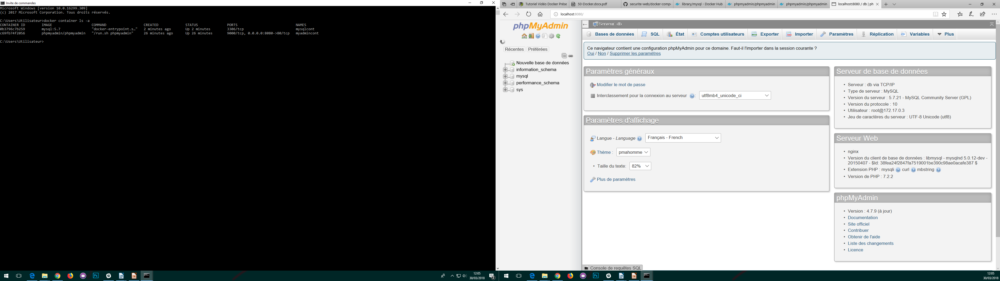 Invite de commandes
Microsoft Windows [version 10.0.16299.309]
(c) 2017 Microsoft Corporation. Tous droits réservés.
C:\Users\Utilisateur>docker container ls -a
CONTAINER ID IMAGE COMMAND CREATED STATUS PORTS NAMES
0b3796c7b259 mysql:5.7 "docker-entrypoint.s…" 2 minutes ago Up 2 minutes 3306/tcp mysqlcont
c69fb74f2056 phpmyadmin/phpmyadmin "/run.sh phpmyadmin" 26 minutes ago Up 26 minutes 9000/tcp, 0.0.0.0:8080->80/tcp myadmincont
C:\Users\Utilisateur>
12:05
30/03/2018
2
Tutoriel Vidéo Docker Prése
50-Docker.docx.pdf
securite-web/docker-comp
library/mysql - Docker Hub
phpmyadmin/phpmyadmin
phpmyadmin/phpmyadmin
localhost:8080 / db | ph
localhost:8080/
phpMyAdmin
Récentes Préférées
Nouvelle base de données
information_schema
mysql
performance_schema
sys
Serveur: db
Bases de données SQL État Comptes utilisateurs Exporter Importer Paramètres Réplication Variables Plus
Ce navigateur contient une configuration phpMyAdmin pour ce domaine. Faut-il l'importer dans la session courante ?
Oui / Non / Supprimer les paramètres
Paramètres généraux
Modifier le mot de passe
Interclassement pour la connexion au serveur : utf8mb4_unicode_ci
Paramètres d'affichage
Langue - Language Français - French
Thème : pmahomme
Taille du texte: 82%
Plus de paramètres
Serveur de base de données
Serveur : db via TCP/IP
Type de serveur : MySQL
Version du serveur : 5.7.21 - MySQL Community Server (GPL)
Version du protocole : 10
Utilisateur : root@172.17.0.3
Jeu de caractères du serveur : UTF-8 Unicode (utf8)
Serveur Web
nginx
Version du client de base de données : libmysql - mysqlnd 5.0.12-dev -
20150407 - $Id: 38fea24f2847fa7519001be390c98ae0acafe387 $
Extension PHP : mysqli curl mbstring
Version de PHP : 7.2.2
phpMyAdmin
Version : 4.7.9 (à jour)
Documentation
Site officiel
Contribuer
Obtenir de l'aide
Liste des changements
Licence
Console de requêtes SQL
12:05
30/03/2018